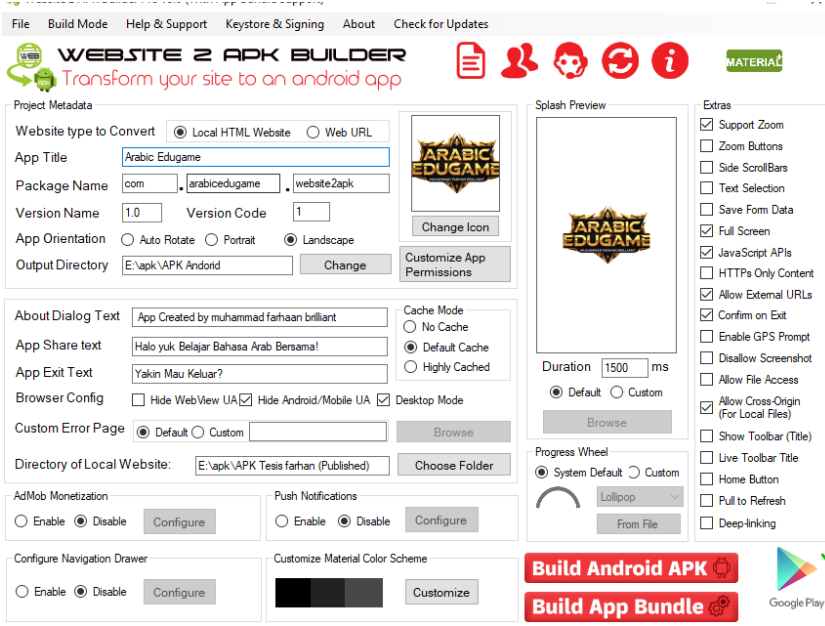 File Build Mode Help & Support Keystore & Signing About Check for Updates
WEBSITE 2 APK BUILDER
Transform your site to an android app
WEB
MATERIAL
Project Metadata
Website type to Convert Local HTML Website Web URL
App Title Arabic Edugame
Package Name com . arabicedugame . website2apk
Version Name 1.0 Version Code 1
App Orientation Auto Rotate Portrait Landscape
Output Directory E:\apk\APK Andorid Change
ARABIC
EDUGAME
MUHAMMAD FARHAAN BRILLIANT
Change Icon
Customize App
Permissions
About Dialog Text App Created by muhammad farhaan brilliant
App Share text Halo yuk Belajar Bahasa Arab Bersama!
App Exit Text Yakin Mau Keluar?
Browser Config Hide WebView UA Hide Android/Mobile UA Desktop Mode
Custom Error Page Default Custom Browse
Directory of Local Website: E:\apk\APK Tesis farhan (Published) Choose Folder
Cache Mode
No Cache
Default Cache
Highly Cached
AdMob Monetization
Enable Disable Configure
Push Notifications
Enable Disable Configure
Configure Navigation Drawer
Enable Disable Configure
Customize Material Color Scheme
Customize
Splash Preview
ARABIC
EDUGAME
MUHAMMAD FARHAAN BRILLIANT
Duration 1500 ms
Default Custom
Browse
Progress Wheel
System Default Custom
Lollipop
From File
Build Android APK
Build App Bundle
Extras
Support Zoom
Zoom Buttons
Side ScrollBars
Text Selection
Save Form Data
Full Screen
JavaScript APIs
HTTPs Only Content
Allow External URLs
Confirm on Exit
Enable GPS Prompt
Disallow Screenshot
Allow File Access
Allow Cross-Origin
(For Local Files)
Show Toolbar (Title)
Live Toolbar Title
Home Button
Pull to Refresh
Deep-linking
Google Play